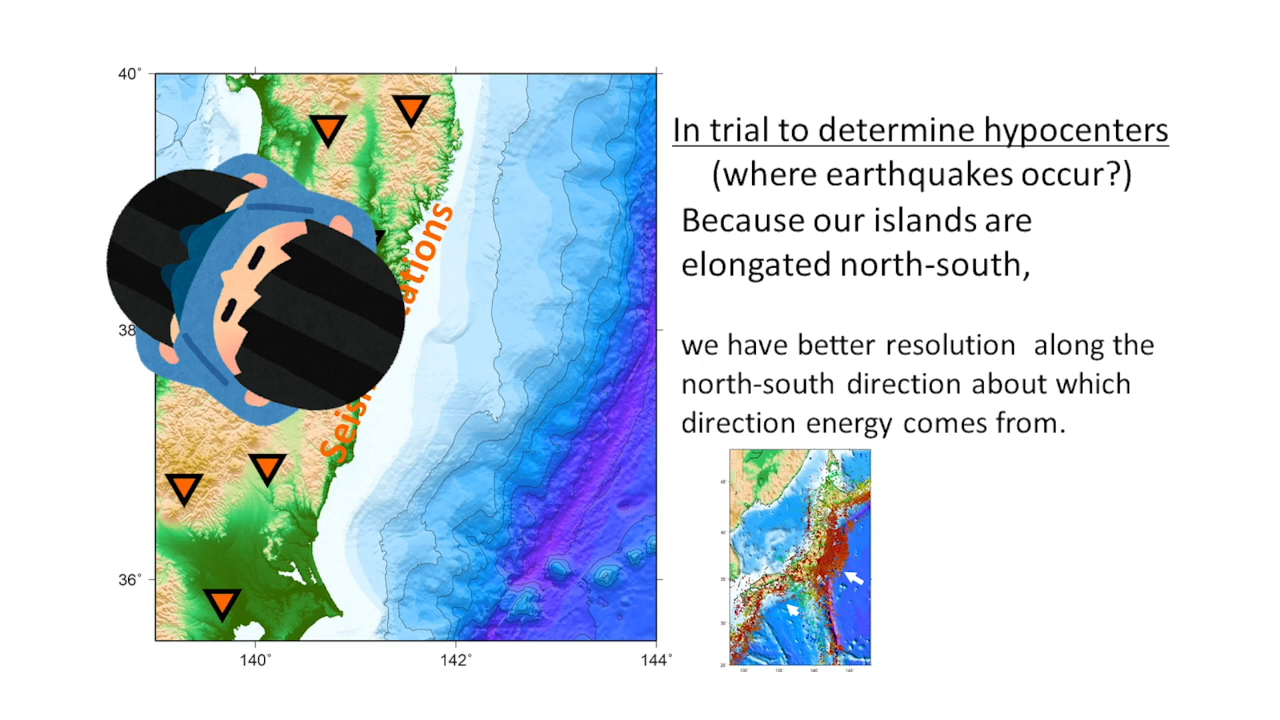 40°
In trial to determine hypocenters
(where earthquakes occur?)
Because our islands are
elongated north-south,
38
we have better resolution along the
north-south direction about which
direction energy comes from.
36°
140°
142°
144°